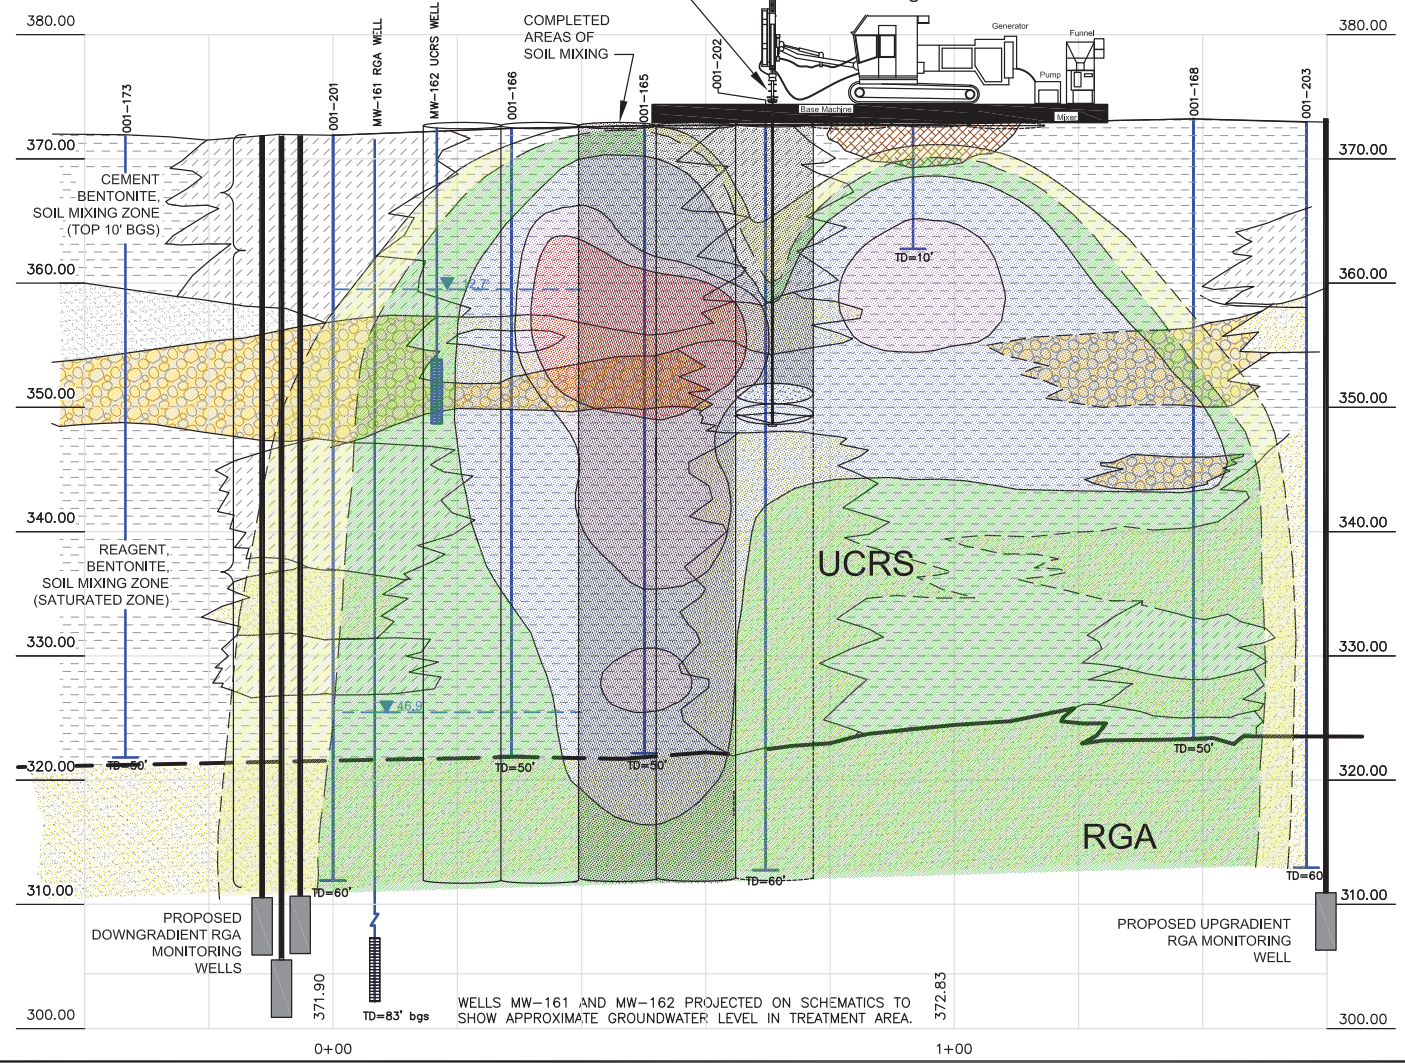 COMPLETED
AREAS OF
SOIL MIXING
Generator
Funnel
Pump
Base Machine
Mixer
380.00
380.00
001-173
001-201
MW-161 RGA WELL
MW-162 UCRS WELL
001-166
001-165
001-202
001-168
001-203
370.00
370.00
CEMENT
BENTONITE,
SOIL MIXING ZONE
(TOP 10' BGS)
TD=10'
360.00
360.00
12.7'
350.00
350.00
340.00
340.00
REAGENT,
BENTONITE,
SOIL MIXING ZONE
(SATURATED ZONE)
UCRS
330.00
330.00
46.9
TD=50'
TD=50'
TD=50'
TD=50'
320.00
320.00
RGA
TD=60'
TD=60'
TD=60
310.00
310.00
PROPOSED
DOWNGRADIENT RGA
MONITORING
WELLS
PROPOSED UPGRADIENT
RGA MONITORING
WELL
371.90
372.83
TD=83' bgs
WELLS MW-161 AND MW-162 PROJECTED ON SCHEMATICS TO
SHOW APPROXIMATE GROUNDWATER LEVEL IN TREATMENT AREA.
300.00
300.00
0+00
1+00